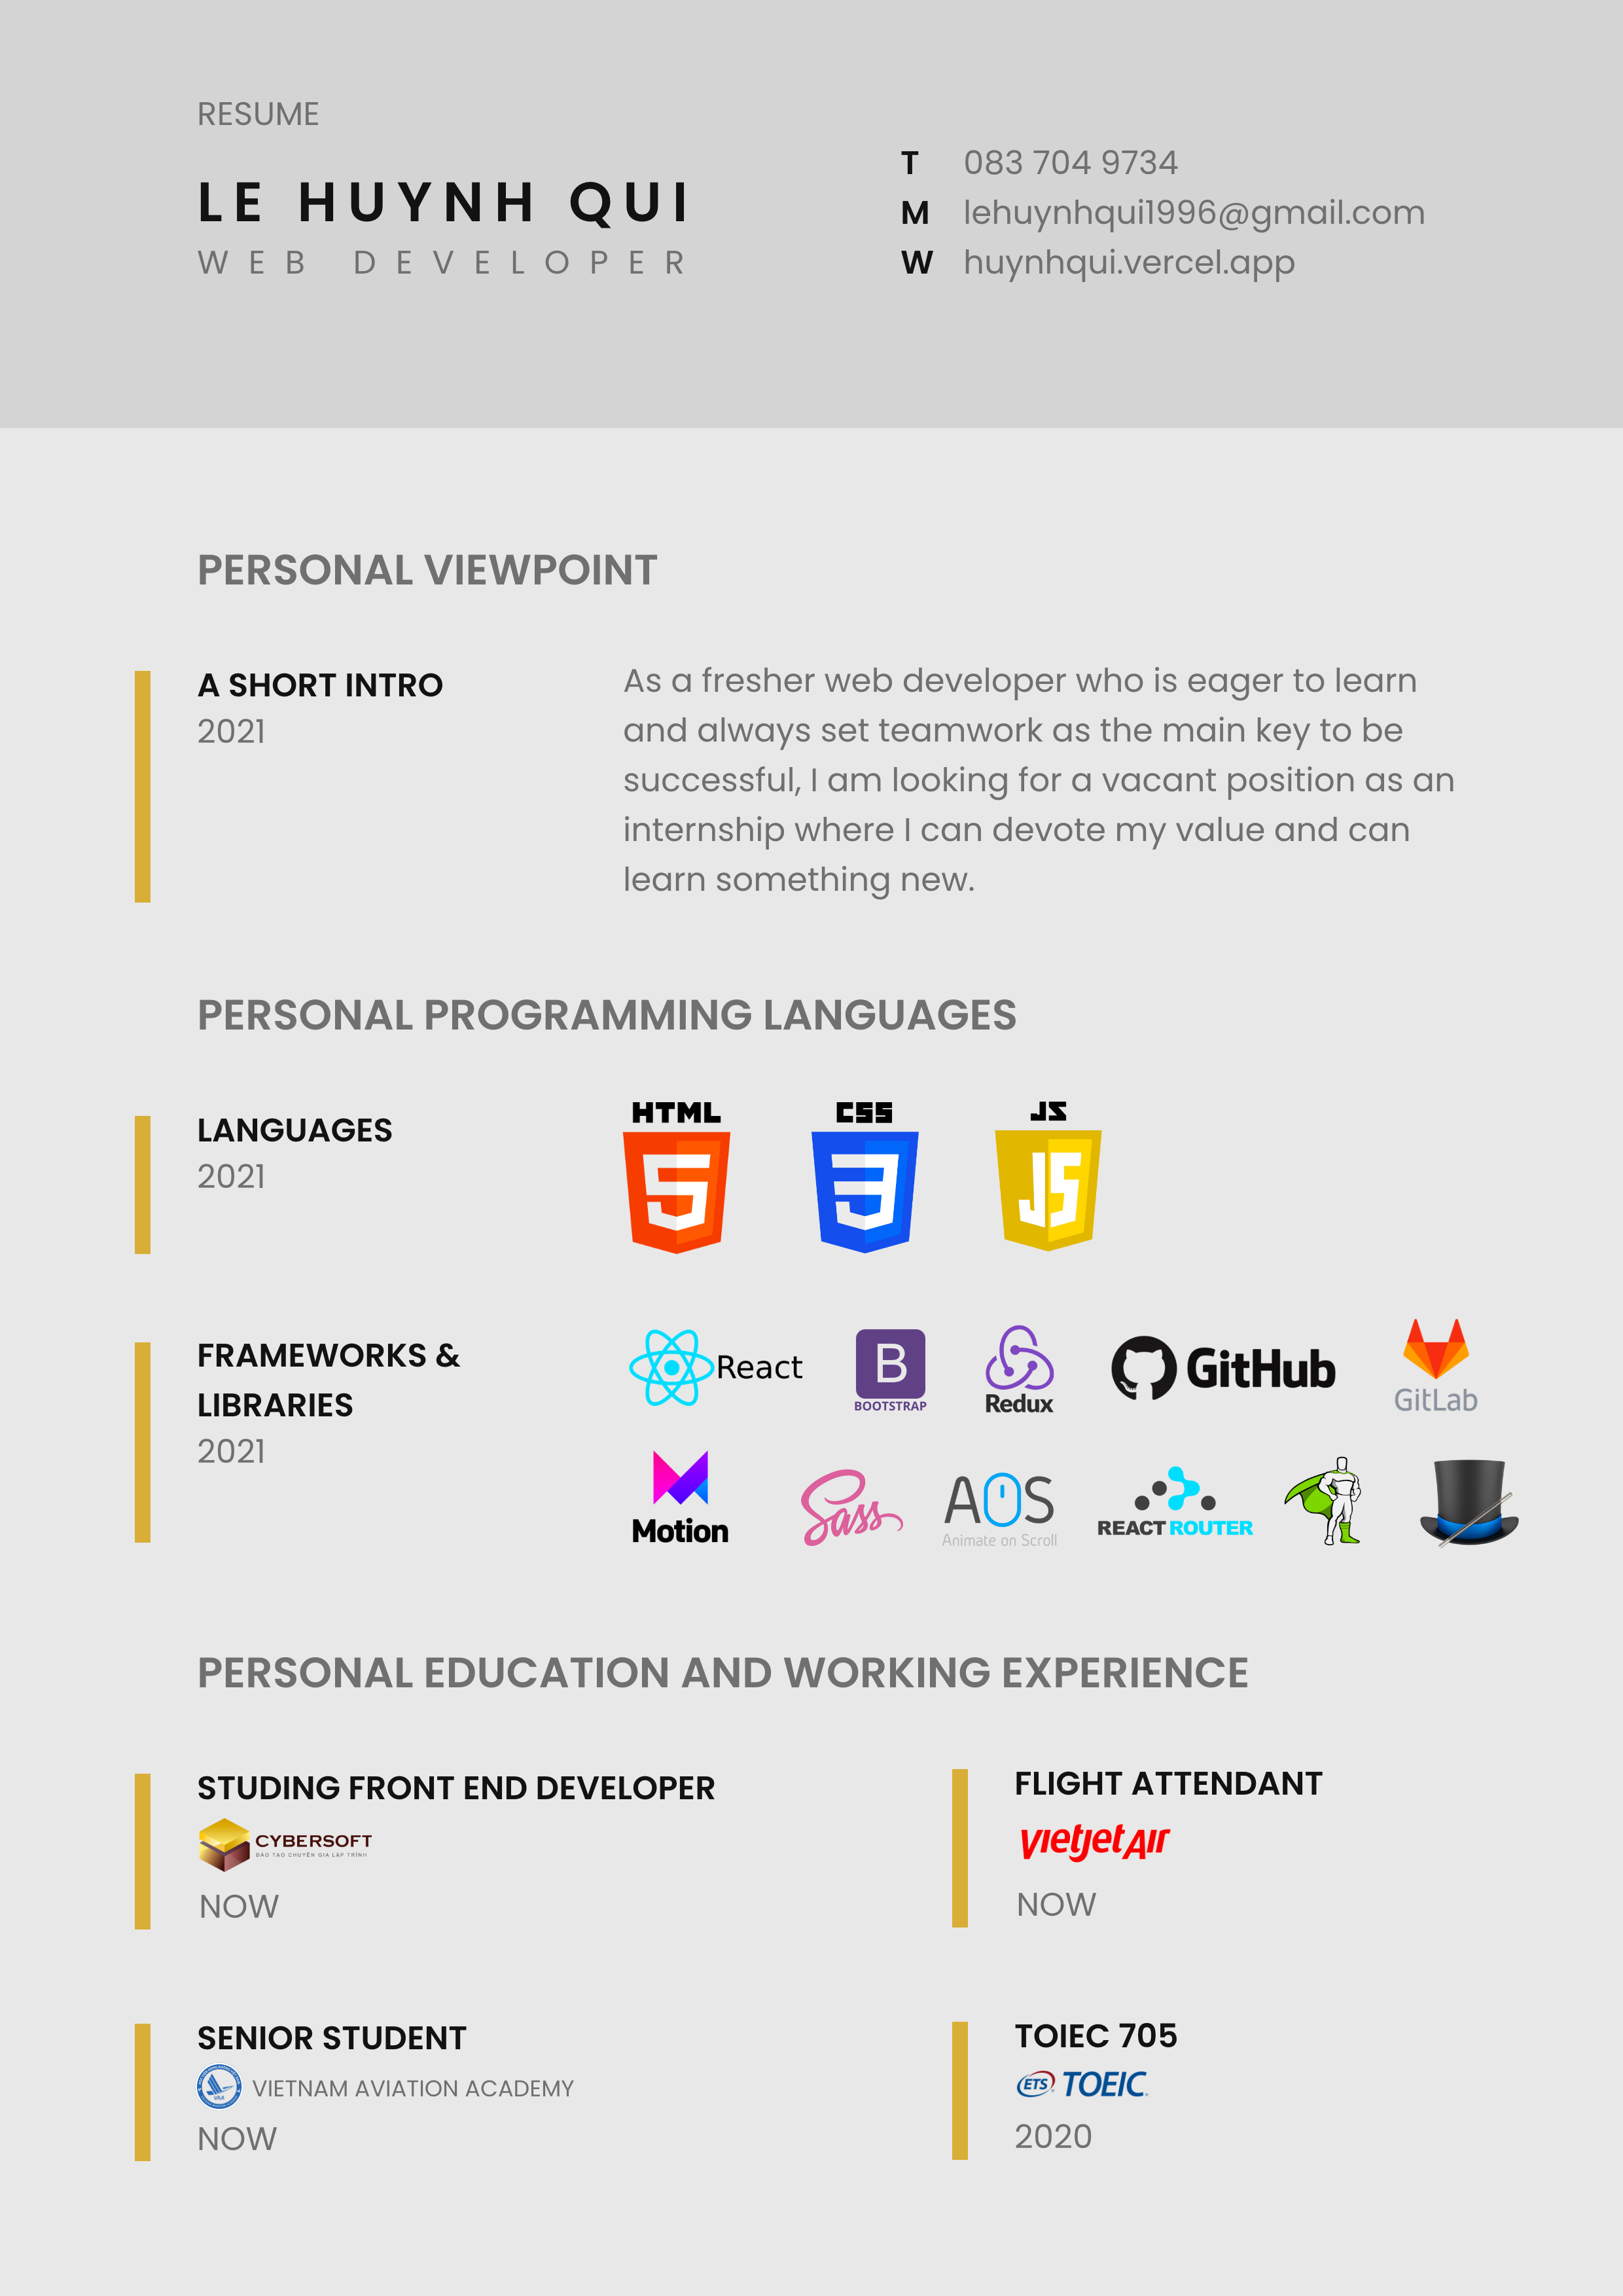 RESUME
LE HUYNH QUI
WEB DEVELOPER
T 083 704 9734
M lehuynhqui1996@gmail.com
W huynhqui.vercel.app
PERSONAL VIEWPOINT
A SHORT INTRO
2021
As a fresher web developer who is eager to learn
and always set teamwork as the main key to be
successful, I am looking for a vacant position as an
internship where I can devote my value and can
learn something new.
PERSONAL PROGRAMMING LANGUAGES
LANGUAGES
2021
HTML CSS JS
5 3 JS
FRAMEWORKS &
LIBRARIES
2021
React B BOOTSTRAP Redux GitHub GitLab
Motion Sass AOS Animate on Scroll REACT ROUTER
PERSONAL EDUCATION AND WORKING EXPERIENCE
STUDING FRONT END DEVELOPER
CYBERSOFT
ĐÀO TẠO CHUYÊN GIA LẬP TRÌNH
NOW
FLIGHT ATTENDANT
vietjetAir
NOW
SENIOR STUDENT
VIETNAM AVIATION ACADEMY
NOW
TOIEC 705
ETS TOEIC
2020